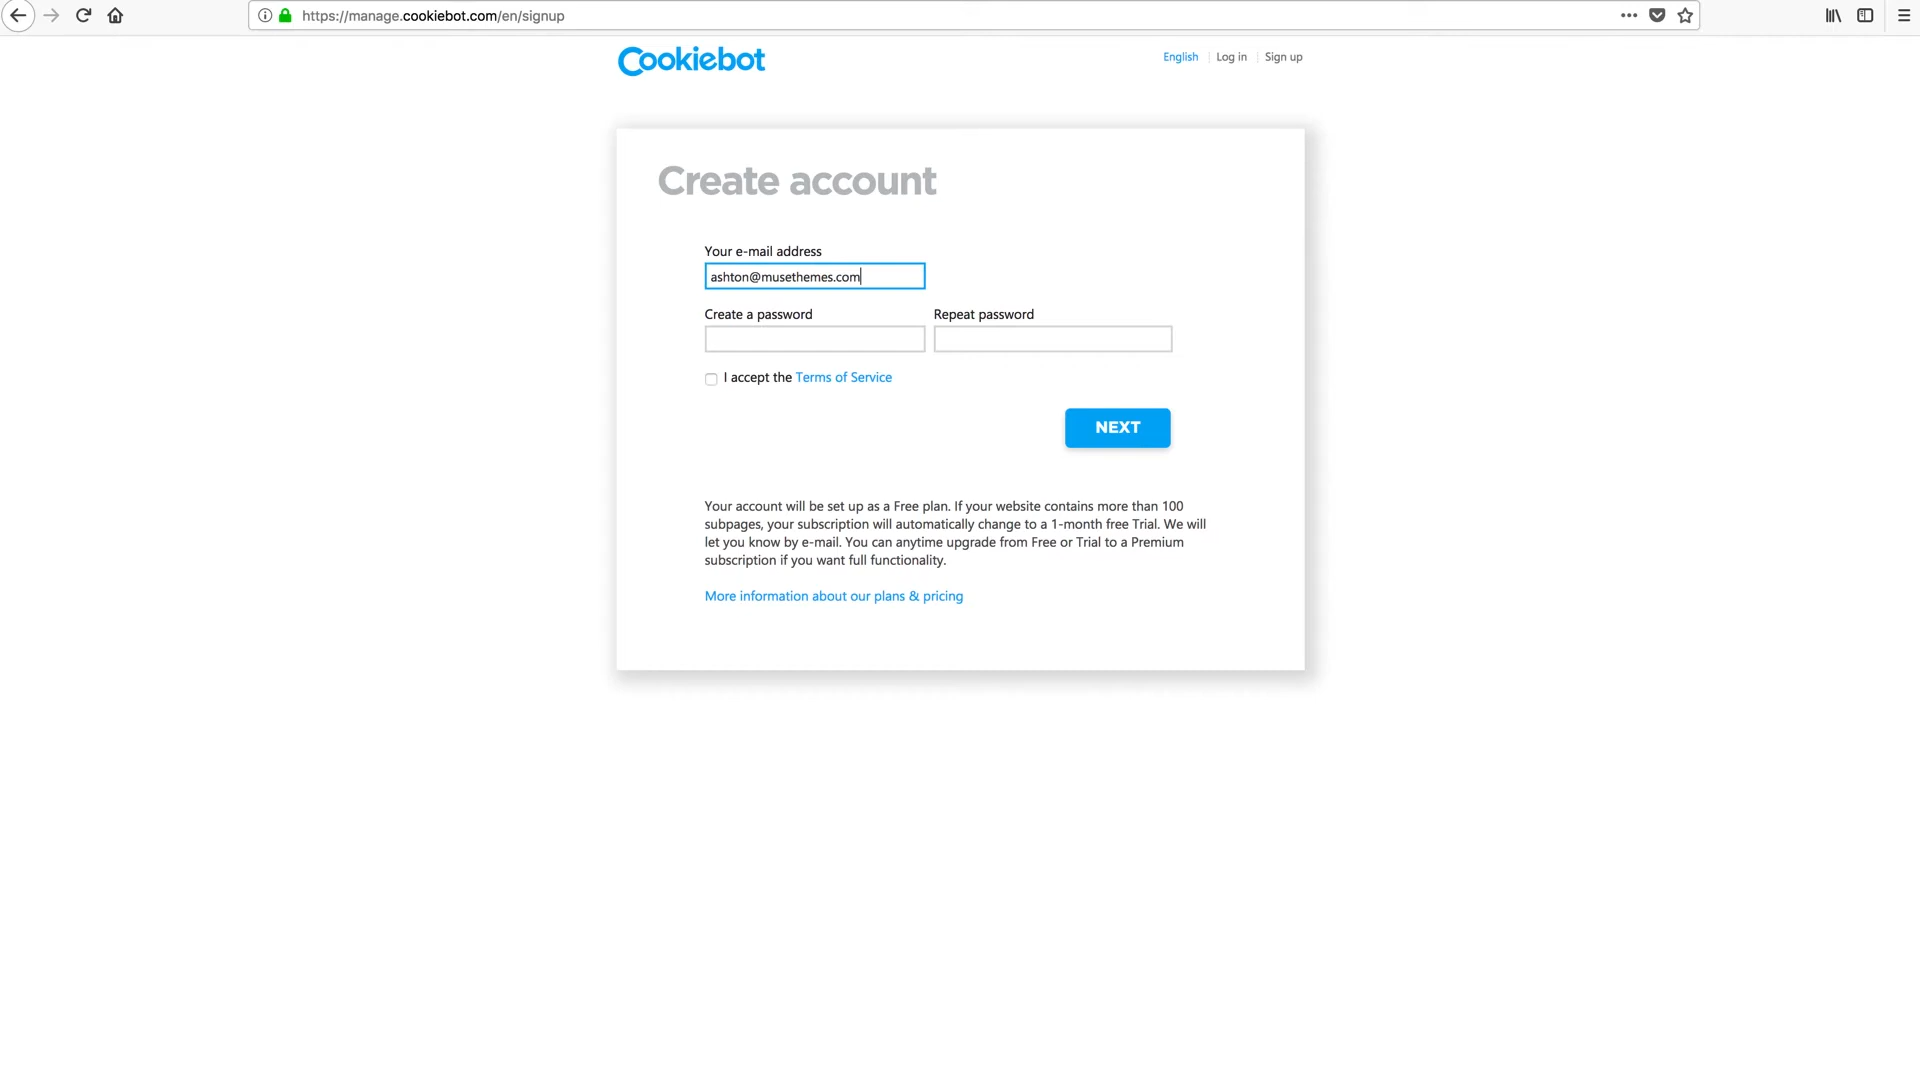 https://manage.cookiebot.com/en/signup
Cookiebot
English
Log in
Sign up
Create account
Your e-mail address
ashton@musethemes.com
Create a password
Repeat password
I accept the Terms of Service
NEXT
Your account will be set up as a Free plan. If your website contains more than 100
subpages, your subscription will automatically change to a 1-month free Trial. We will
let you know by e-mail. You can anytime upgrade from Free or Trial to a Premium
subscription if you want full functionality.
More information about our plans & pricing